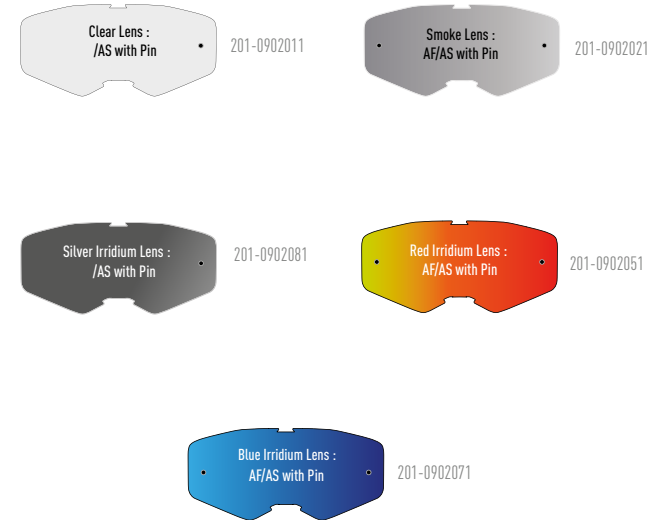 Clear Lens :
/AS with Pin
201-0902011
Smoke Lens :
AF/AS with Pin
201-0902021
Silver Irridium Lens :
/AS with Pin
201-0902081
Red Irridium Lens :
AF/AS with Pin
201-0902051
Blue Irridium Lens :
AF/AS with Pin
201-0902071